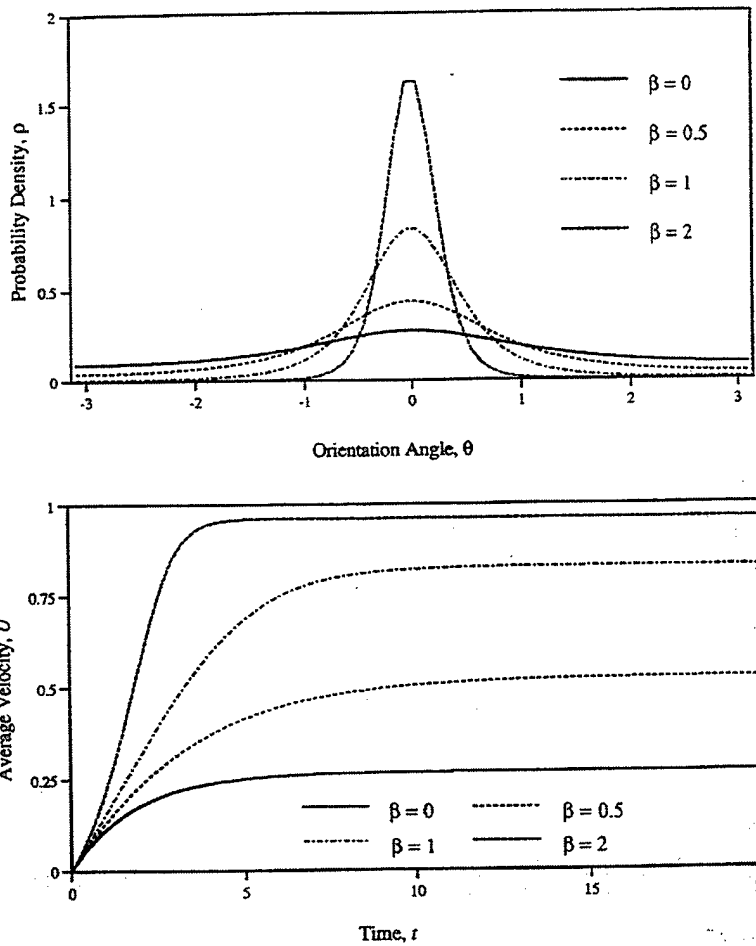 2
1.5
1
0.5
0
Probability Density, ρ
β = 0
β = 0.5
β = 1
β = 2
-3 -2 -1 0 1 2 3
Orientation Angle, θ
1
0.75
0.5
0.25
0
Average Velocity, U
β = 0 β = 0.5
β = 1 β = 2
0 5 10 15
Time, t